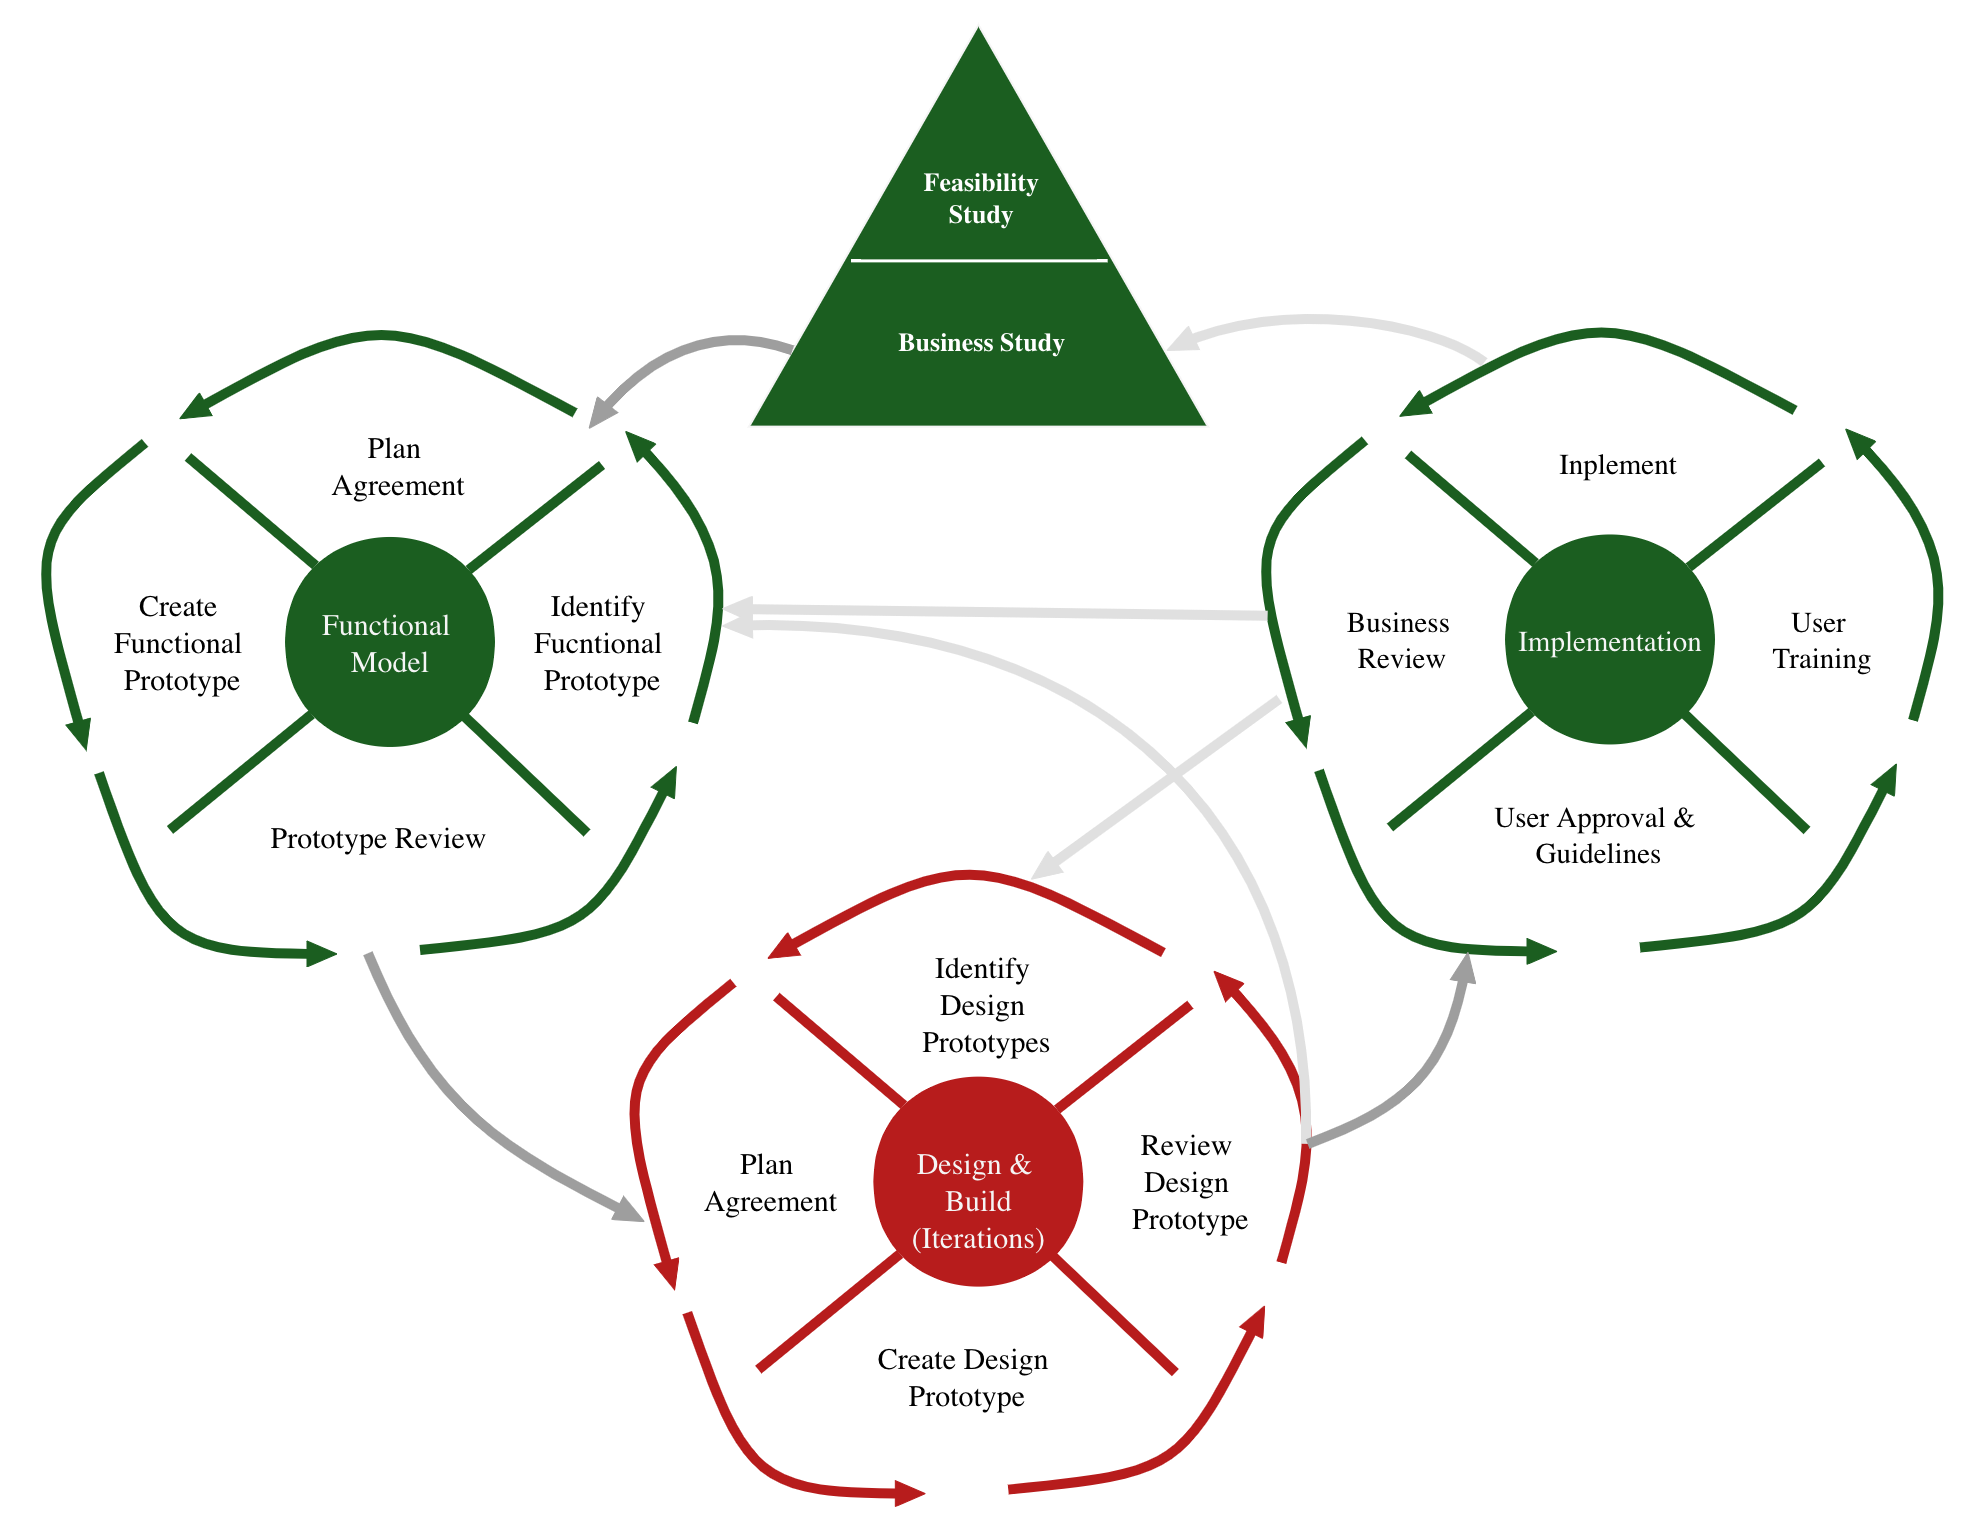 Feasibility
Study
Business Study
Plan
Agreement
Create
Functional
Prototype
Functional
Model
Identify
Fucntional
Prototype
Prototype Review
Inplement
Business
Review
Implementation
User
Training
User Approval &
Guidelines
Identify
Design
Prototypes
Plan
Agreement
Design &
Build
(Iterations)
Review
Design
Prototype
Create Design
Prototype